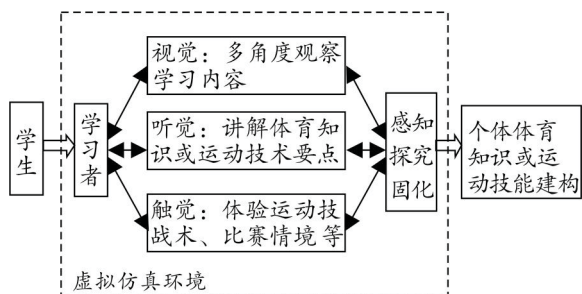 学生
学习者
视觉：多角度观察
学习内容
听觉：讲解体育知
识或运动技术要点
触觉：体验运动技
战术、比赛情境等
感知
探究
固化
个体体育
知识或运
动技能建构
虚拟仿真环境